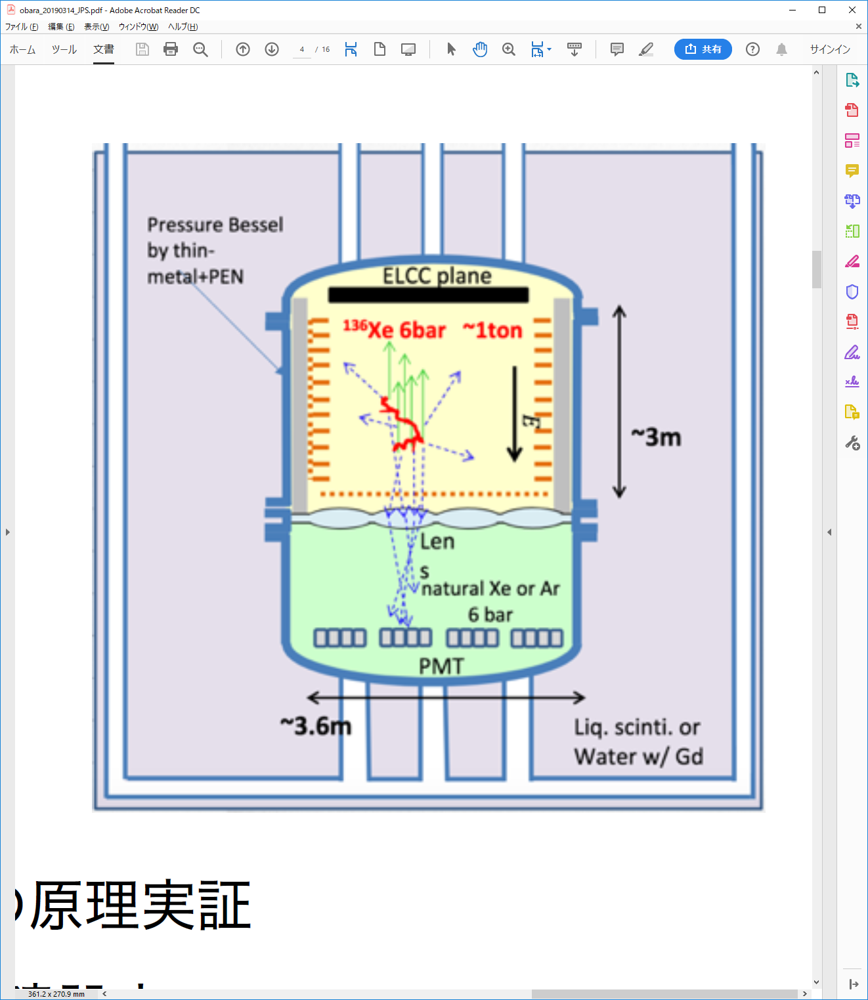 obara_20190314_JPS.pdf - Adobe Acrobat Reader DC
ファイル(F) 編集(E) 表示(V) ウィンドウ(W) ヘルプ(H)
ホーム ツール 文書 4 / 16 共有 サインイン
Pressure Bessel
by thin-
metal+PEN
ELCC plane
136Xe 6bar ~1ton
E
~3m
Len
s
natural Xe or Ar
6 bar
PMT
~3.6m
Liq. scinti. or
Water w/ Gd
原理実証
361.2 x 270.9 mm